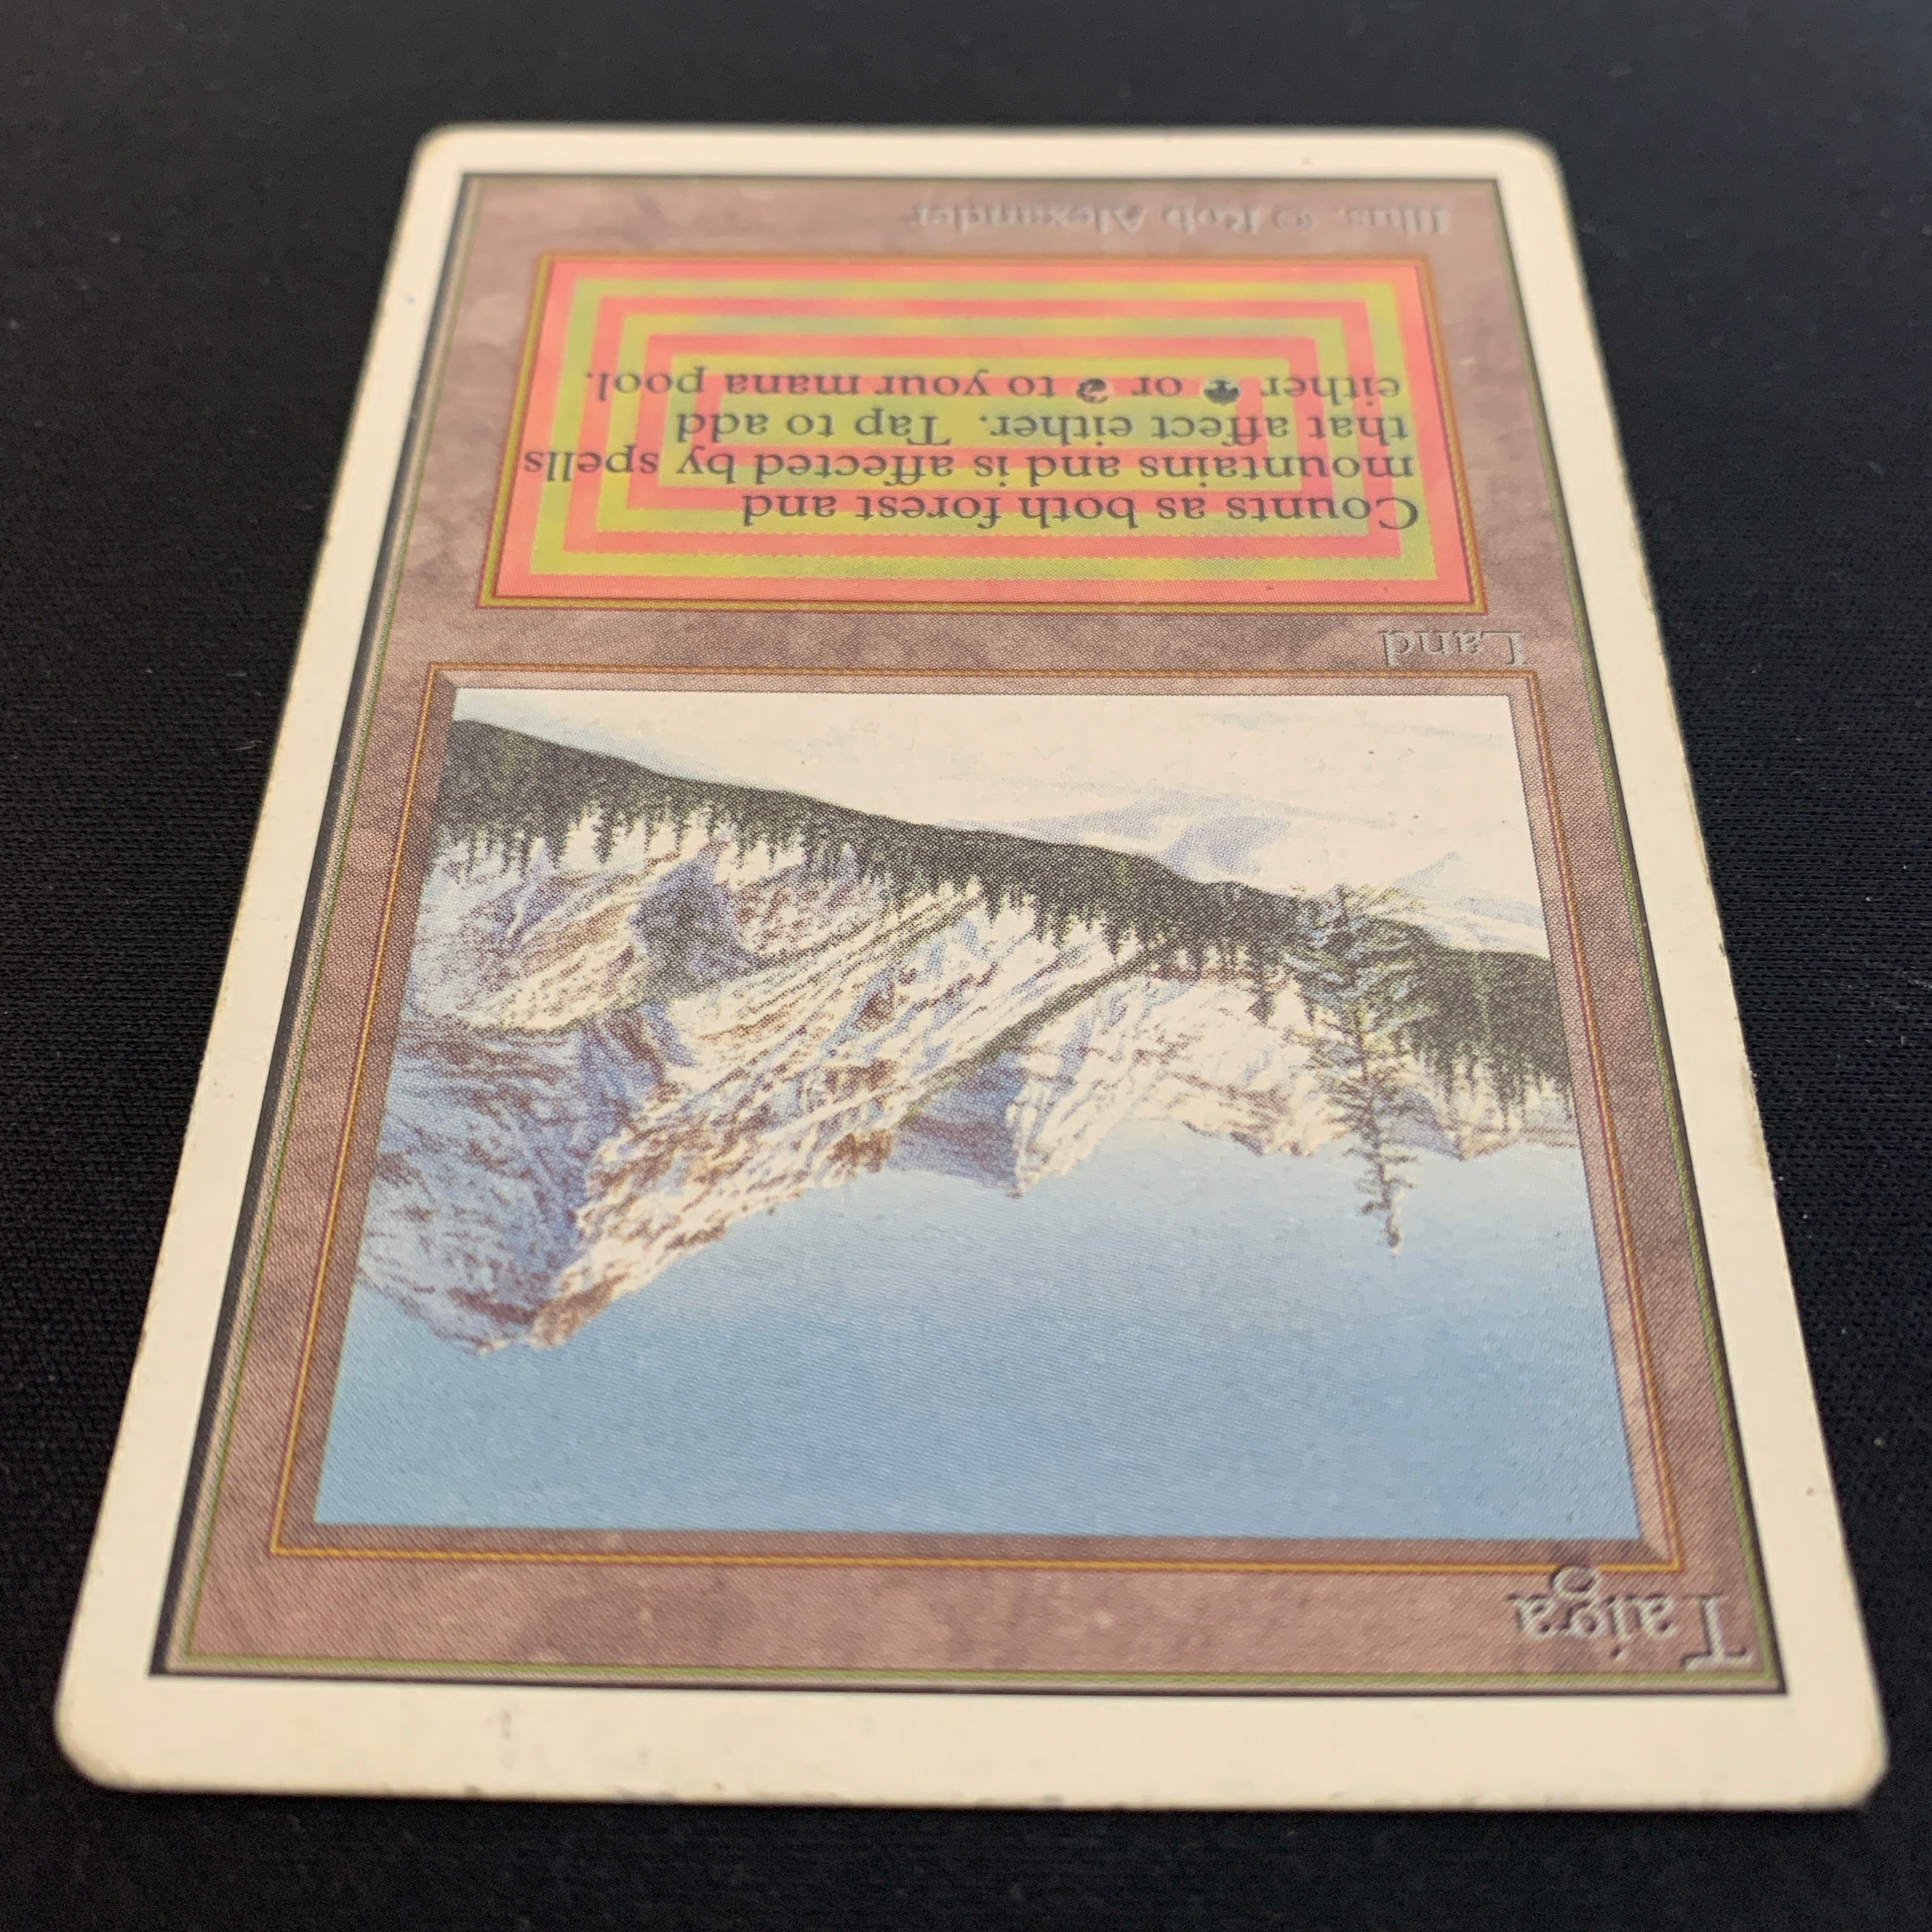 Taiga
Land
Counts as both forest and
mountains and is affected by spells
that affect either. Tap to add
either or to your mana pool.
Illus. © Rob Alexander